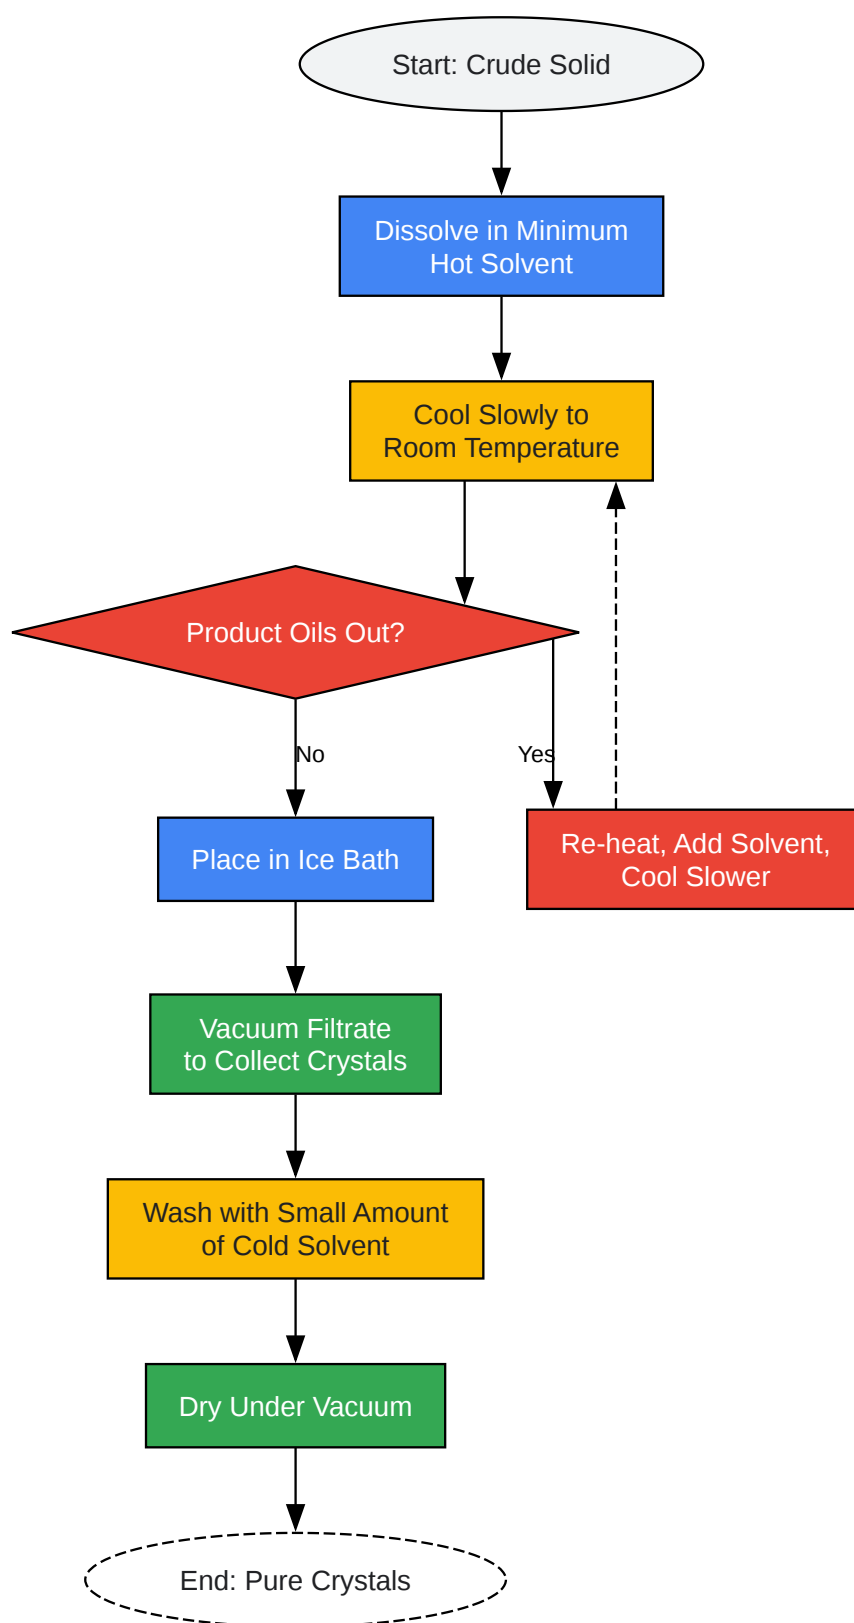 Start: Crude Solid
Dissolve in Minimum
Hot Solvent
Cool Slowly to
Room Temperature
Product Oils Out?
No
Yes
Place in Ice Bath
Re-heat, Add Solvent,
Cool Slower
Vacuum Filtrate
to Collect Crystals
Wash with Small Amount
of Cold Solvent
Dry Under Vacuum
End: Pure Crystals